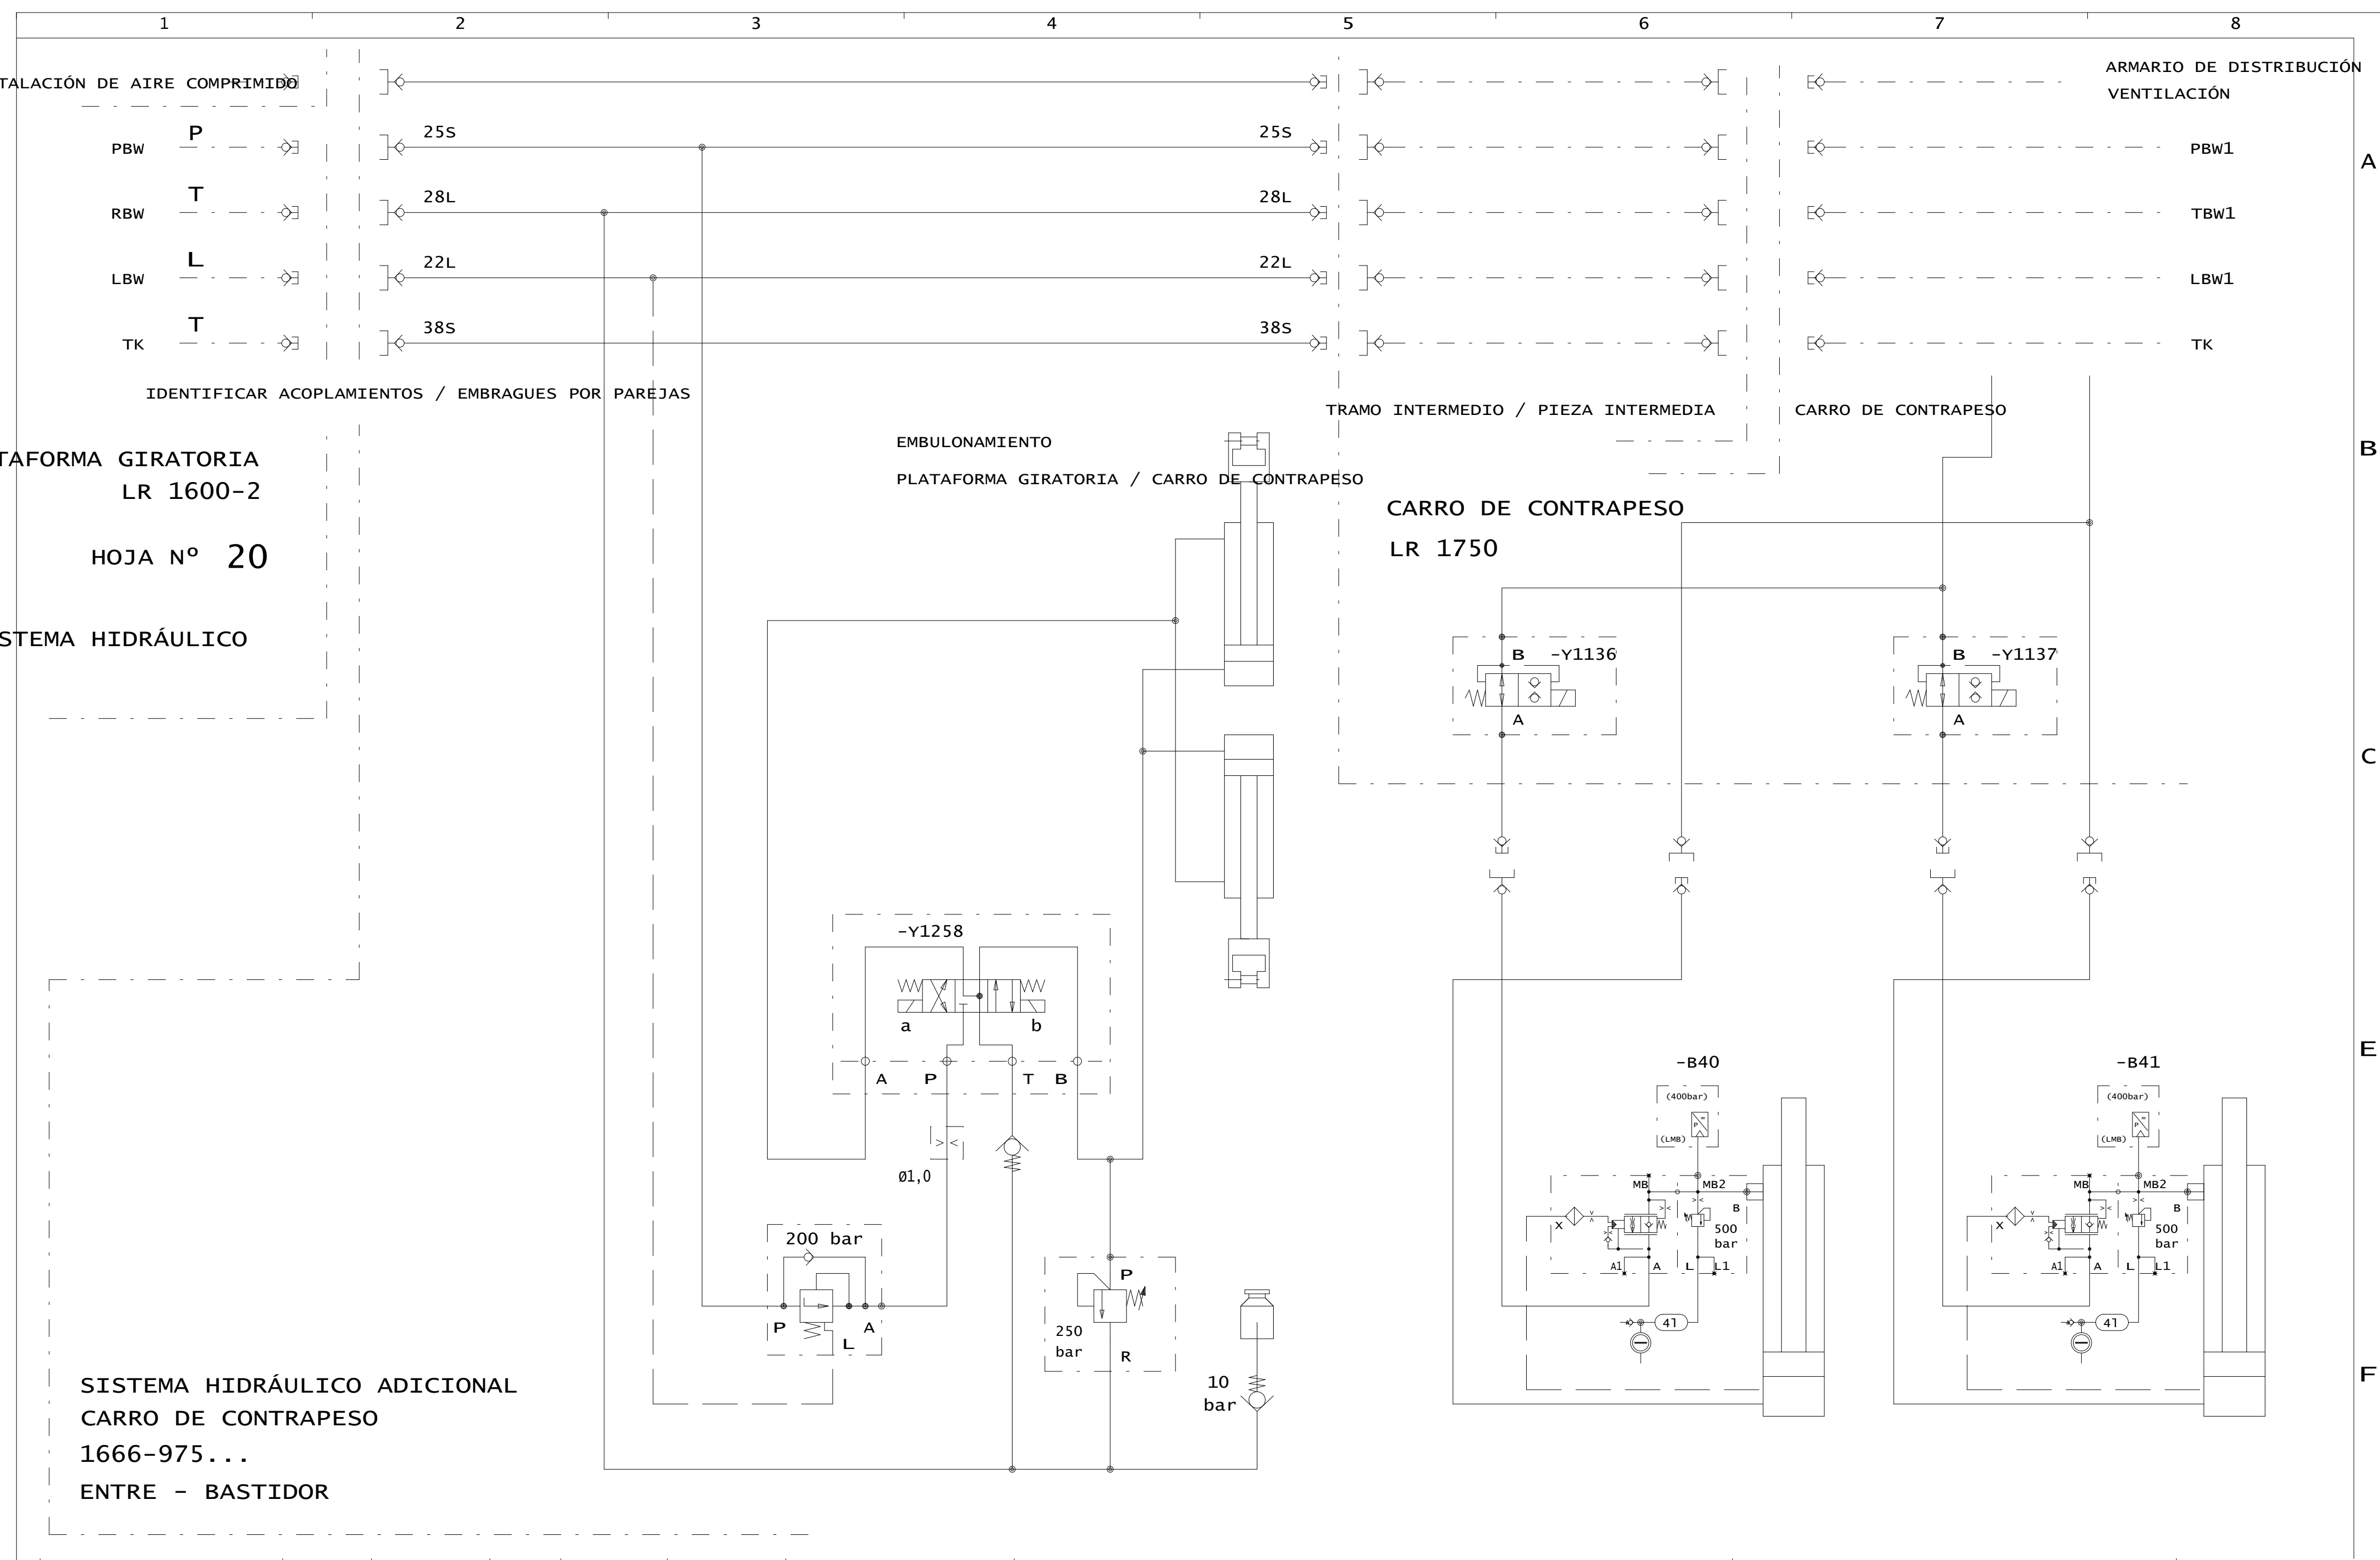 1 2 3 4 5 6 7 8
TALACIÓN DE AIRE COMPRIMIDO
ARMARIO DE DISTRIBUCIÓN
VENTILACIÓN
PBW P 25S 25S PBW1
A
RBW T 28L 28L TBW1
LBW L 22L 22L LBW1
TK T 38S 38S TK
IDENTIFICAR ACOPLAMIENTOS / EMBRAGUES POR PAREJAS
TRAMO INTERMEDIO / PIEZA INTERMEDIA
CARRO DE CONTRAPESO
EMBULONAMIENTO
PLATAFORMA GIRATORIA / CARRO DE CONTRAPESO
B
TAFORMA GIRATORIA
LR 1600-2
HOJA Nº 20
STEMA HIDRÁULICO
CARRO DE CONTRAPESO
LR 1750
B -Y1136
A
B -Y1137
A
C
-Y1258
a b
A P T B
Ø1,0
200 bar
P L A
P
250
bar
R
10
bar
E
-B40
(400bar)
=
P
(LMB)
MB MB2
B
X
500
bar
A1 A L L1
4l
-B41
(400bar)
=
P
(LMB)
MB MB2
B
X
500
bar
A1 A L L1
4l
F
SISTEMA HIDRÁULICO ADICIONAL
CARRO DE CONTRAPESO
1666-975...
ENTRE - BASTIDOR